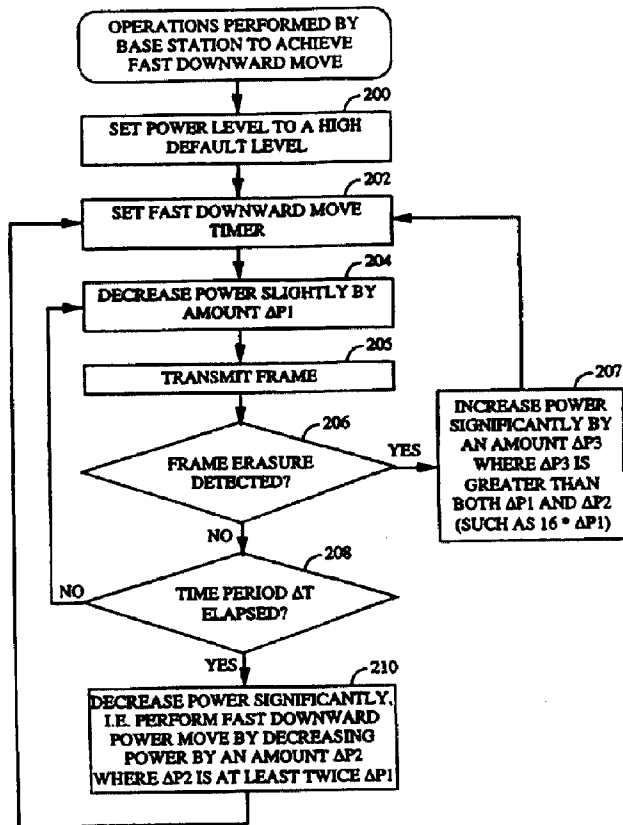 OPERATIONS PERFORMED BY
BASE STATION TO ACHIEVE
FAST DOWNWARD MOVE
200
SET POWER LEVEL TO A HIGH
DEFAULT LEVEL
202
SET FAST DOWNWARD MOVE
TIMER
204
DECREASE POWER SLIGHTLY BY
AMOUNT ΔP1
205
TRANSMIT FRAME
206
FRAME ERASURE
DETECTED?
YES
207
INCREASE POWER
SIGNIFICANTLY BY
AN AMOUNT ΔP3
WHERE ΔP3 IS
GREATER THAN
BOTH ΔP1 AND ΔP2
(SUCH AS 16 * ΔP1)
NO
208
TIME PERIOD ΔT
ELAPSED?
NO
YES
210
DECREASE POWER SIGNIFICANTLY,
I.E. PERFORM FAST DOWNWARD
POWER MOVE BY DECREASING
POWER BY AN AMOUNT ΔP2
WHERE ΔP2 IS AT LEAST TWICE ΔP1